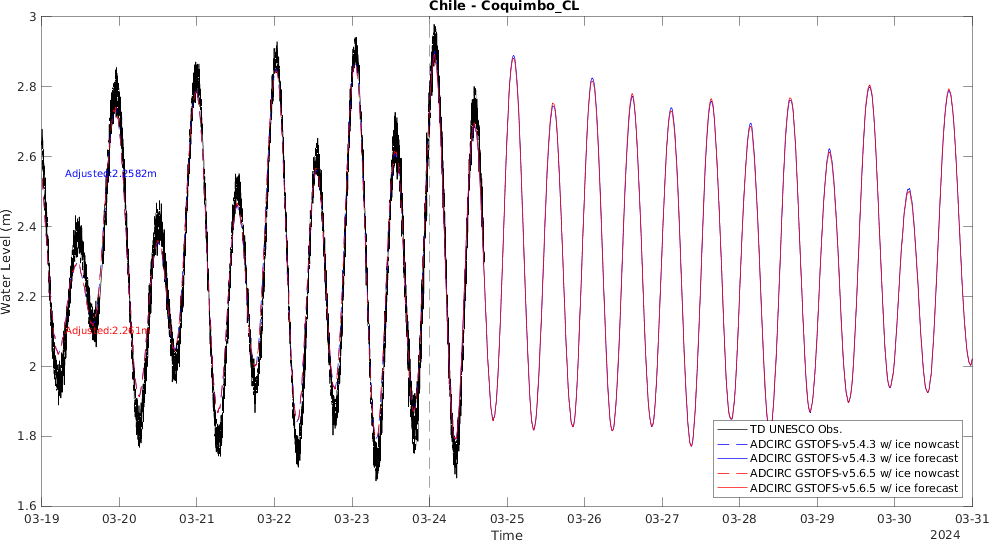 Chile - Coquimbo_CL
Water Level (m)
3
2.8
2.6
2.4
2.2
2
1.8
1.6
Adjusted:2.2582m
Adjusted:2.261m
TD UNESCO Obs.
ADCIRC GSTOFS-v5.4.3 w/ ice nowcast
ADCIRC GSTOFS-v5.4.3 w/ ice forecast
ADCIRC GSTOFS-v5.6.5 w/ ice nowcast
ADCIRC GSTOFS-v5.6.5 w/ ice forecast
03-19 03-20 03-21 03-22 03-23 03-24 03-25 03-26 03-27 03-28 03-29 03-30 03-31
Time
2024